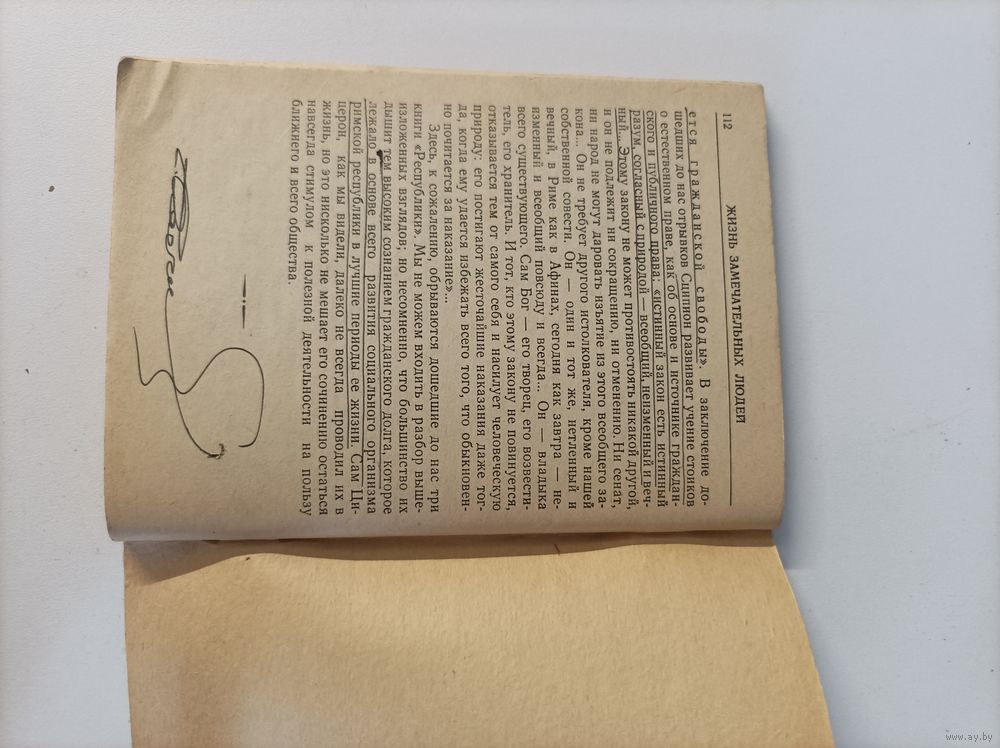 112
ЖИЗНЬ ЗАМЕЧАТЕЛЬНЫХ ЛЮДЕЙ
ется гражданской свободы». В заключение до-
шедших до нас отрывков Сципион развивает учение стоиков
о естественном праве, как об основе и источнике граждан-
ского и публичного права: «истинный закон есть истинный
разум, согласный с природой — всеобщий, неизменный и веч-
ный... Этому закону не может противостоять никакой другой,
и он не подлежит ни сокращению, ни отменению. Ни сенат,
ни народ не могут даровать изъятие из этого всеобщего за-
кона... Он не требует другого истолкователя, кроме нашей
собственной совести. Он — один и тот же, нетленный и
вечный, в Риме как в Афинах, сегодня как завтра — не-
изменный и всеобщий повсюду и всегда... Он — владыка
всего существующего. Сам Бог — его творец, его возвести-
тель, его хранитель. И тот, кто этому закону не повинуется,
отказывается тем от самого себя и насилует человеческую
природу: его постигают жесточайшие наказания даже тог-
да, когда ему удается избежать всего того, что обыкновен-
но почитается за наказание»...
Здесь, к сожалению, обрываются дошедшие до нас три
книги «Республики». Мы не можем входить в разбор выше-
изложенных взглядов; но несомненно, что большинство их
дышит тем высоким сознанием гражданского долга, которое
лежало в основе всего развития социального организма
римской республики в лучшие периоды ее жизни. Сам Ци-
церон, как мы видели, далеко не всегда проводил их в
жизнь, но это нисколько не мешает его сочинению остаться
навсегда стимулом к полезной деятельности на пользу
ближнего и всего общества.
www.ay.by